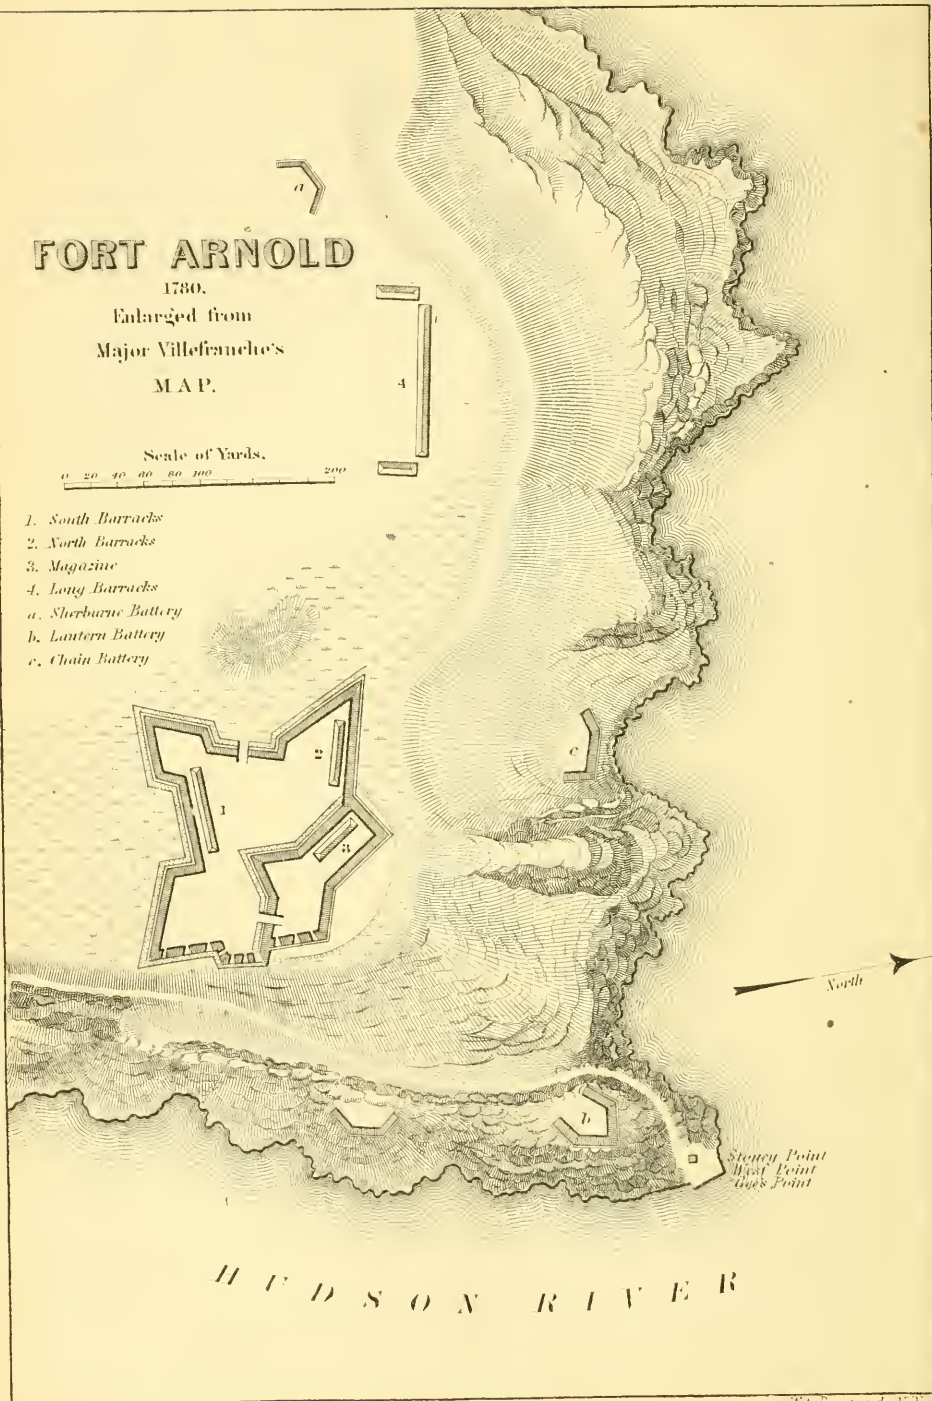 a
FORT ARNOLD
1780.
Enlarged from
Major Villefranche's
MAP.
4
Scale of Yards.
0 20 40 60 80 100 200
1. South Barracks
2. North Barracks
3. Magazine
4. Long Barracks
a. Sherburne Battery
b. Lantern Battery
c. Chain Battery
c
2
1
3
North
b
Stoney Point
West Point
Gees Point
HUDSON RIVER